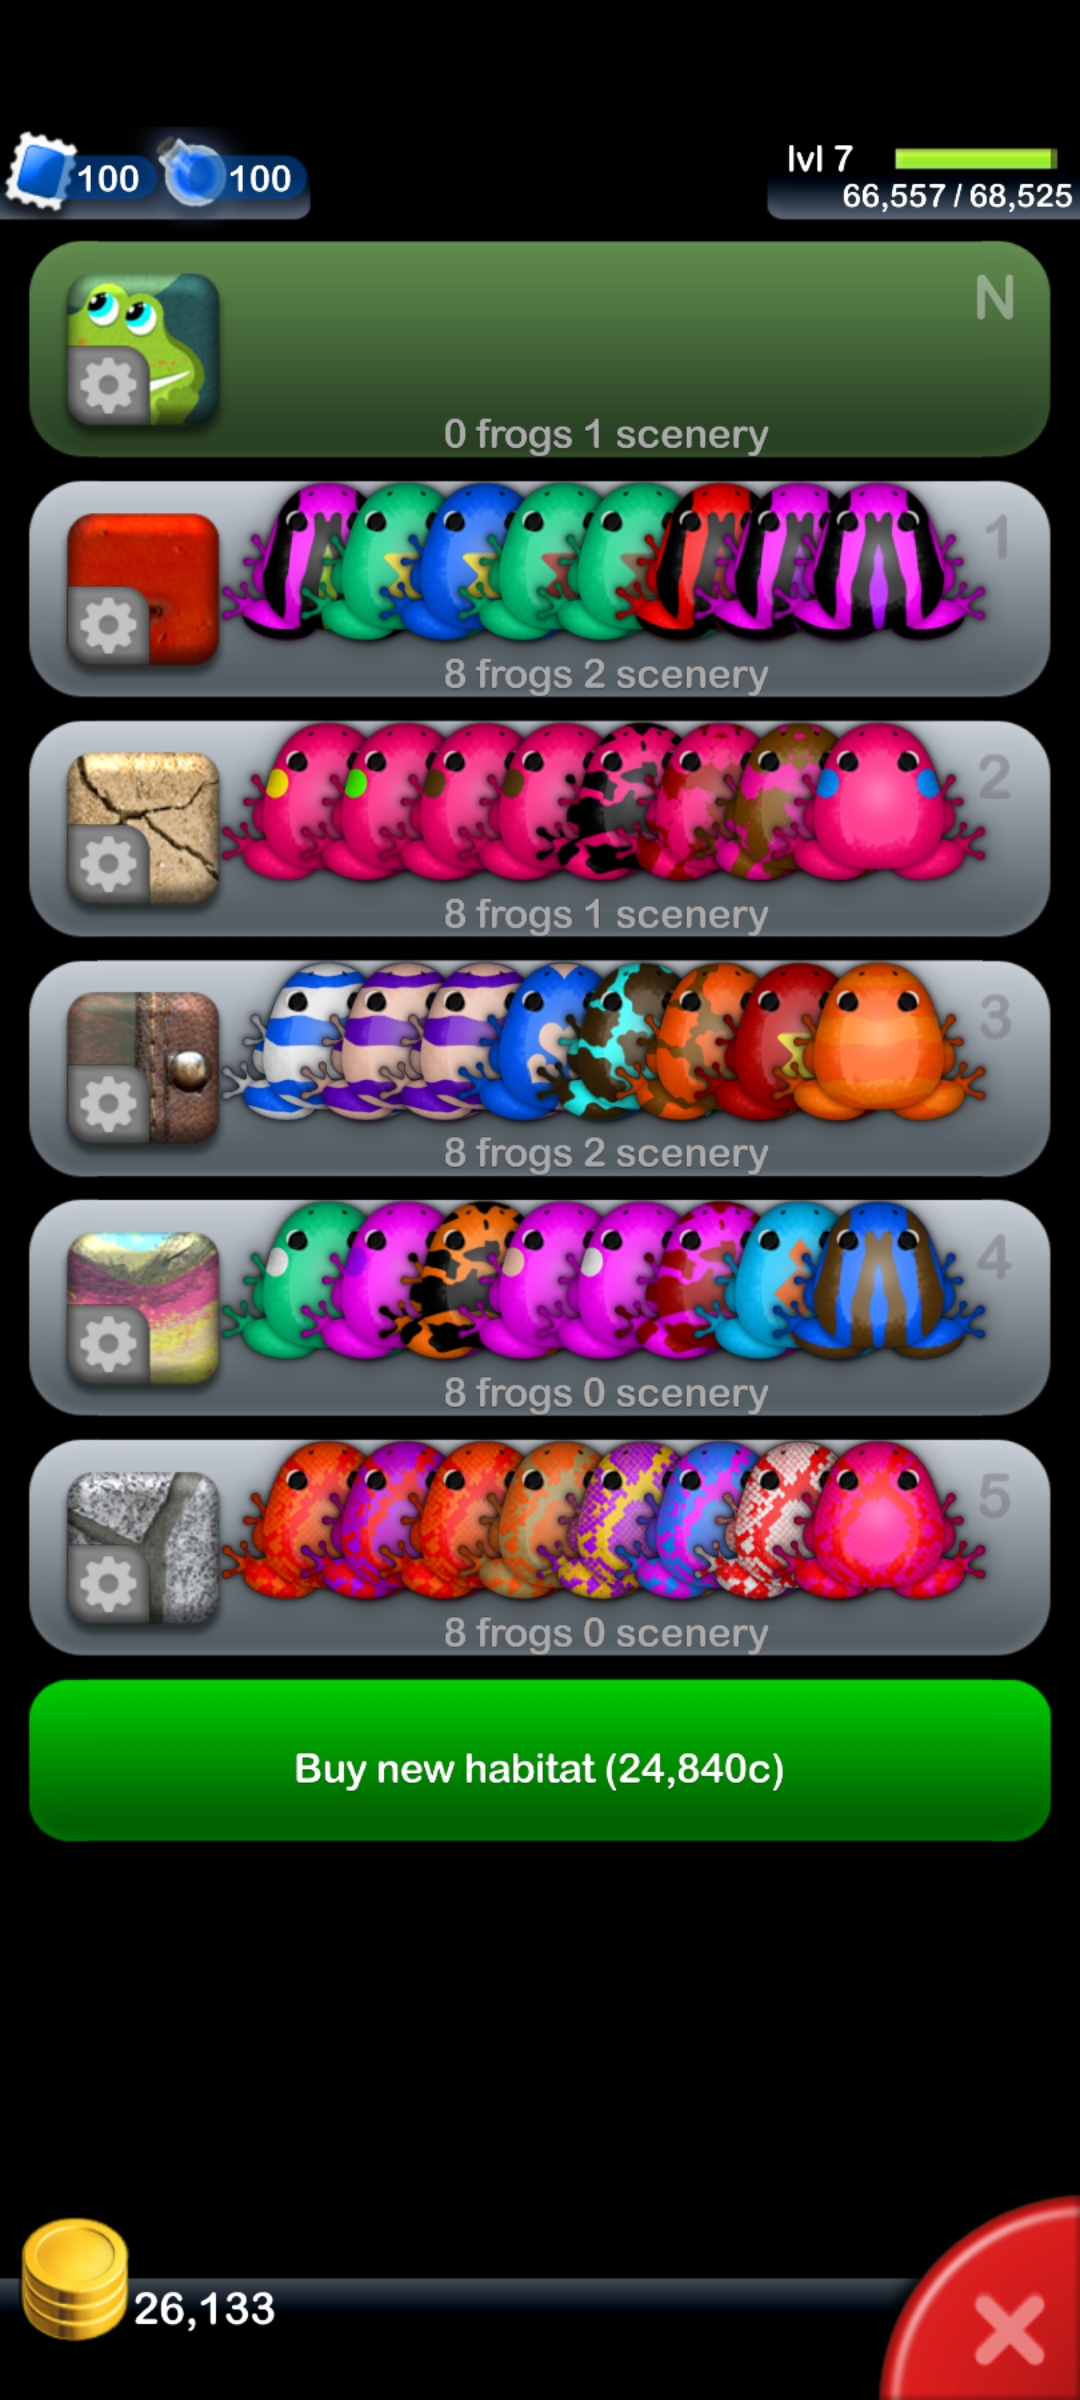 100
100
lvl 7
66,557 / 68,525
N
0 frogs 1 scenery
1
8 frogs 2 scenery
2
8 frogs 1 scenery
3
8 frogs 2 scenery
4
8 frogs 0 scenery
5
8 frogs 0 scenery
Buy new habitat (24,840c)
26,133